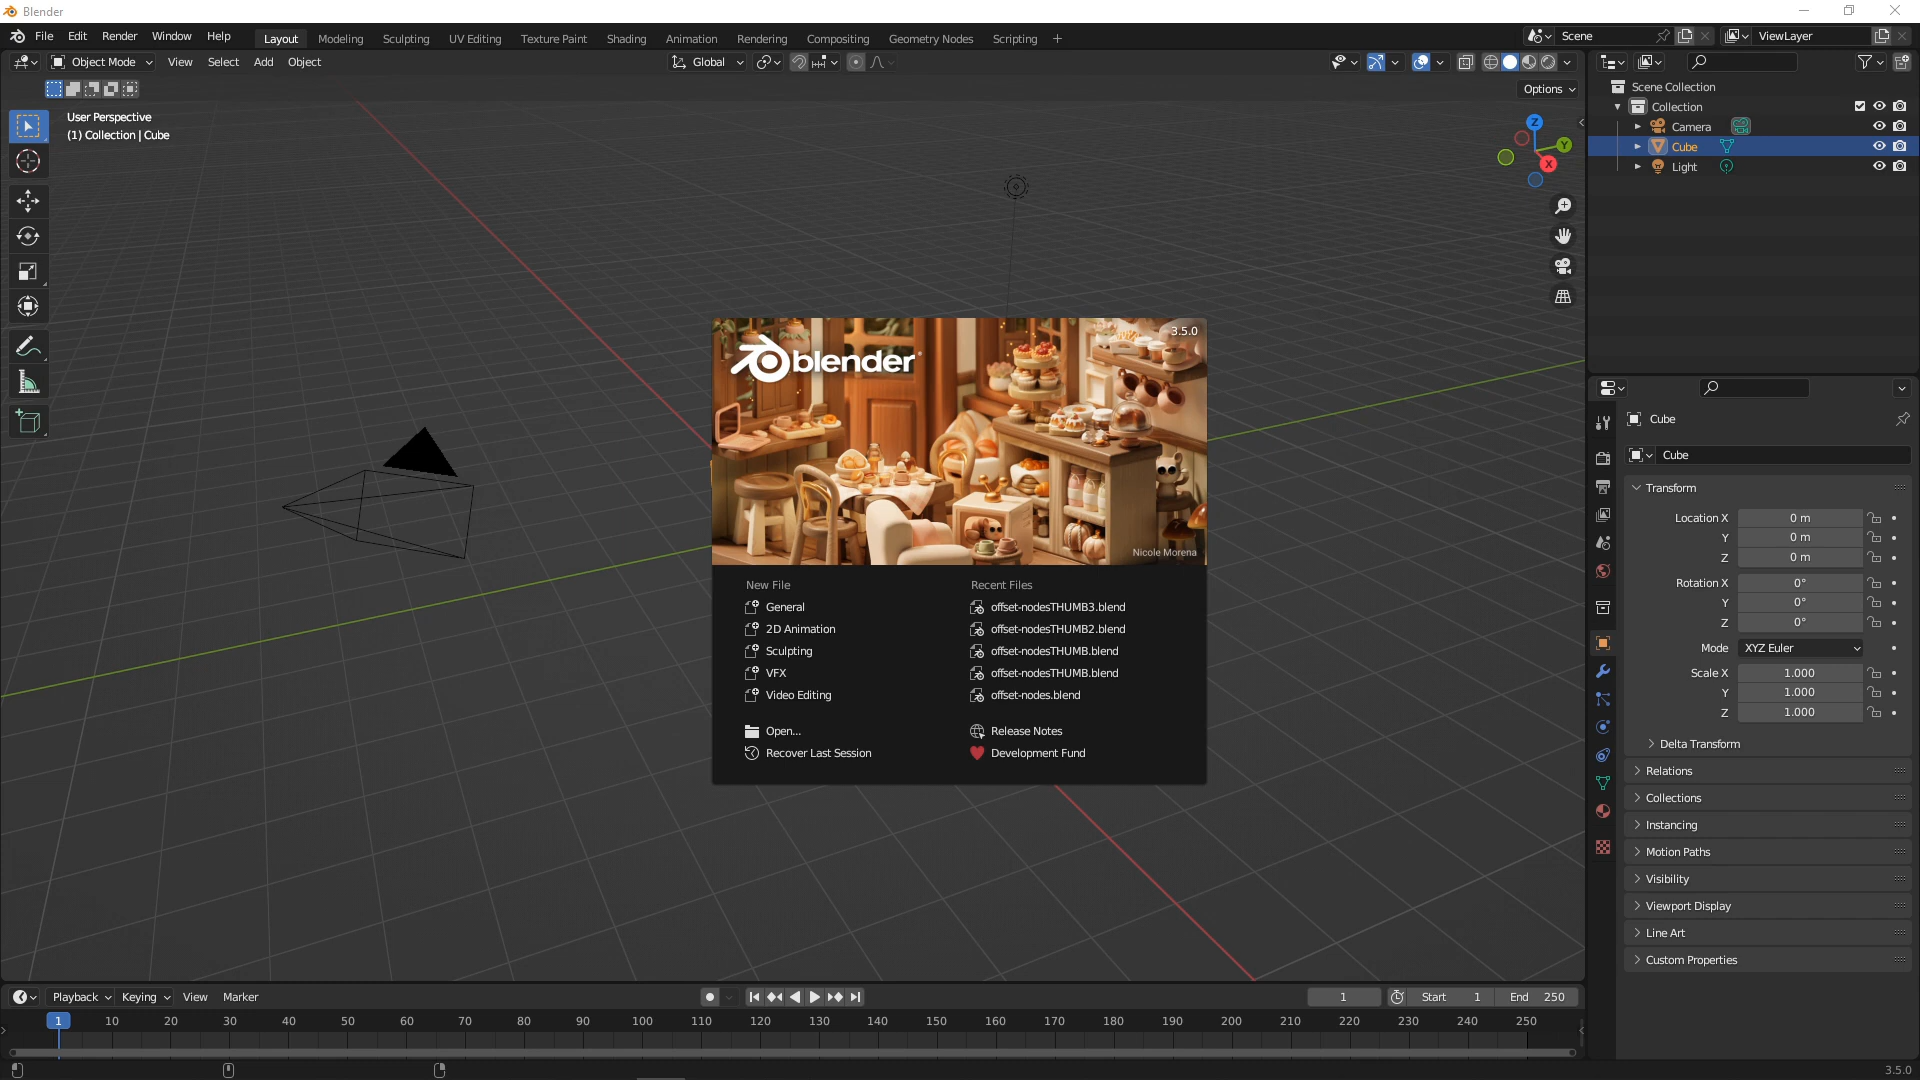 Blender
File Edit Render Window Help
Layout Modeling Sculpting UV Editing Texture Paint Shading Animation Rendering Compositing Geometry Nodes Scripting +
Scene
ViewLayer
Object Mode
View Select Add Object
Global
Options
User Perspective
(1) Collection | Cube
Z
Y
X
Scene Collection
Collection
Camera
Cube
Light
3.5.0
blender
Nicole Morena
New File
General
2D Animation
Sculpting
VFX
Video Editing
Open...
Recover Last Session
Recent Files
offset-nodesTHUMB3.blend
offset-nodesTHUMB2.blend
offset-nodesTHUMB.blend
offset-nodesTHUMB.blend
offset-nodes.blend
Release Notes
Development Fund
Cube
Cube
Transform
Location X 0 m
Y 0 m
Z 0 m
Rotation X 0°
Y 0°
Z 0°
Mode XYZ Euler
Scale X 1.000
Y 1.000
Z 1.000
Delta Transform
Relations
Collections
Instancing
Motion Paths
Visibility
Viewport Display
Line Art
Custom Properties
Playback Keying View Marker
1 Start 1 End 250
1 10 20 30 40 50 60 70 80 90 100 110 120 130 140 150 160 170 180 190 200 210 220 230 240 250
3.5.0